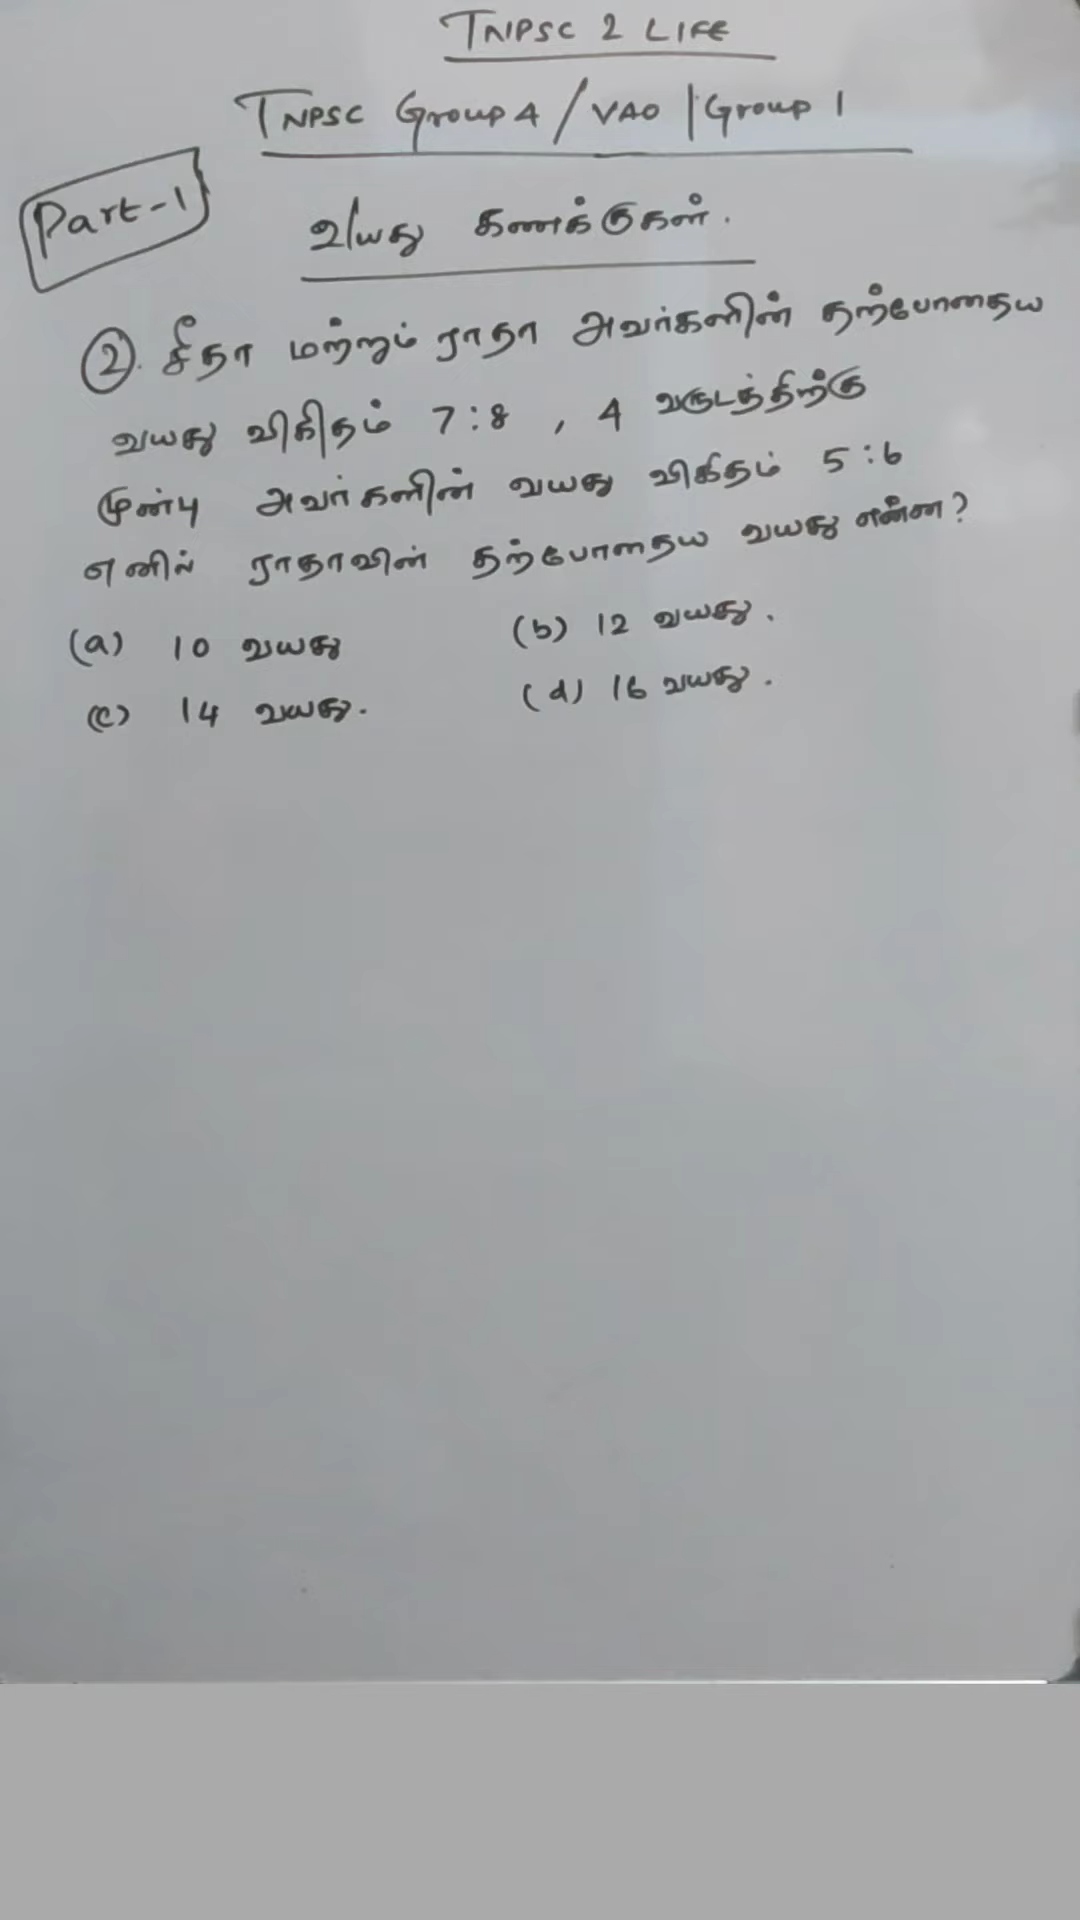 TNPSC 2 LIFE
TNPSC Group 4 / VAO | Group 1
Part-1
வயது கணக்குகள்.
2. சீதா மற்றும் ராதா அவர்களின் தற்போதைய
வயது விகிதம் 7:8 , 4 வருடத்திற்கு
முன்பு அவர்களின் வயது விகிதம் 5:6
எனில் ராதாவின் தற்போதைய வயது என்ன?
(a) 10 வயது (b) 12 வயது.
(c) 14 வயது. (d) 16 வயது.